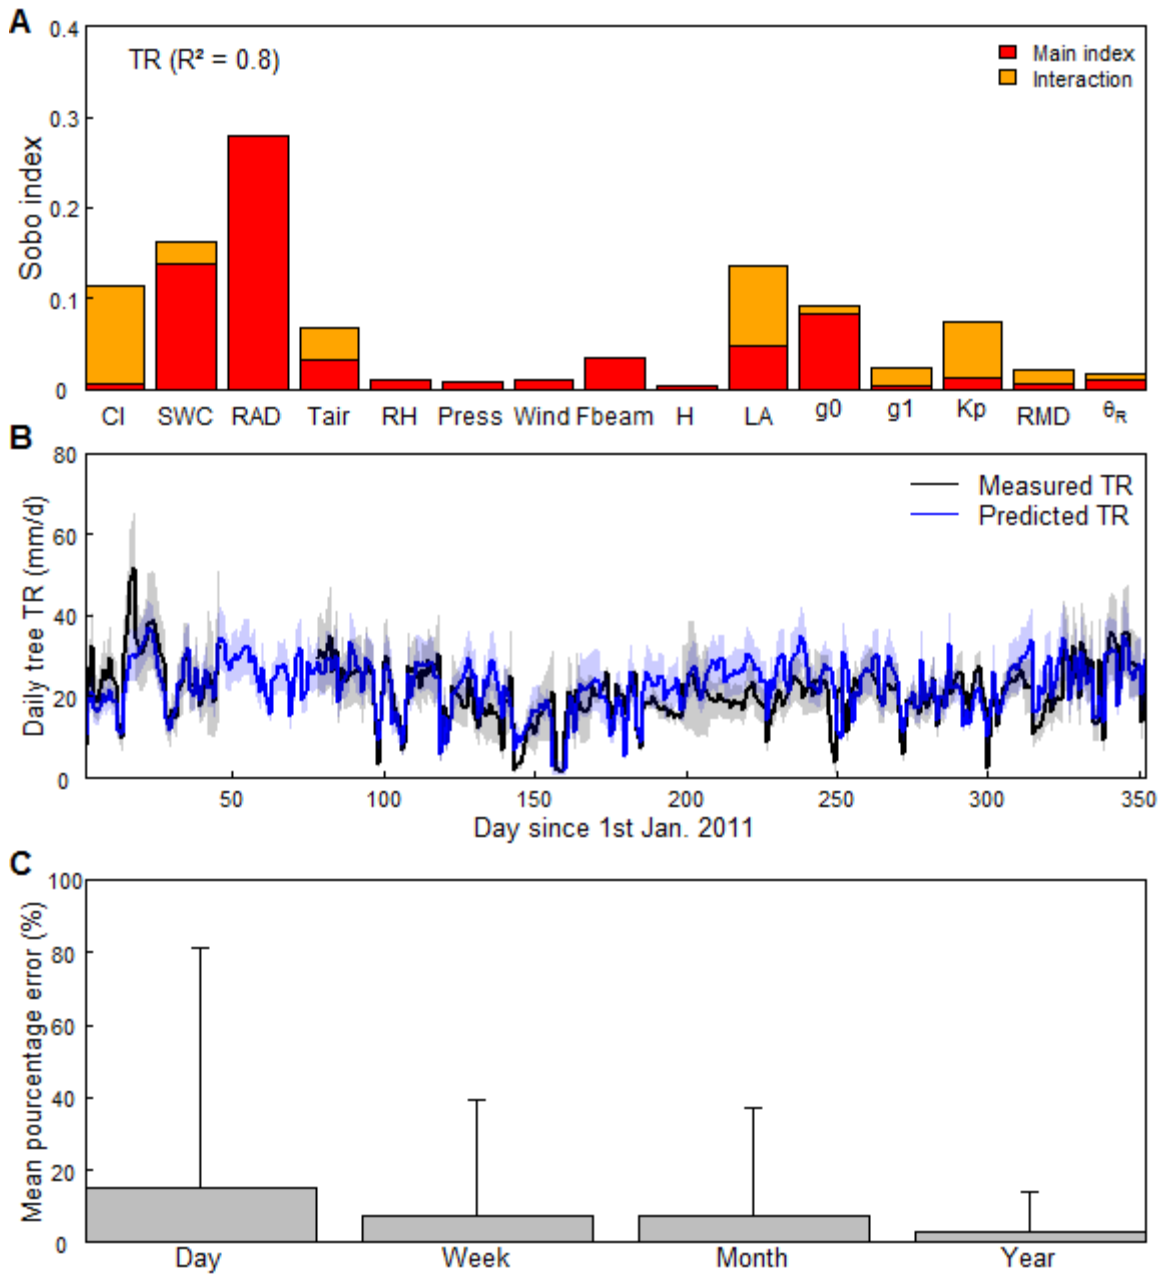 A
TR (R² = 0.8)
Main index
Interaction
Sobo index
0.4
0.3
0.2
0.1
0
CI SWC RAD Tair RH Press Wind Fbeam H LA g0 g1 Kp RMD θR
B
Measured TR
Predicted TR
Daily tree TR (mm/d)
80
60
40
20
0
50 100 150 200 250 300 350
Day since 1st Jan. 2011
C
Mean pourcentage error (%)
100
80
60
40
20
0
Day Week Month Year